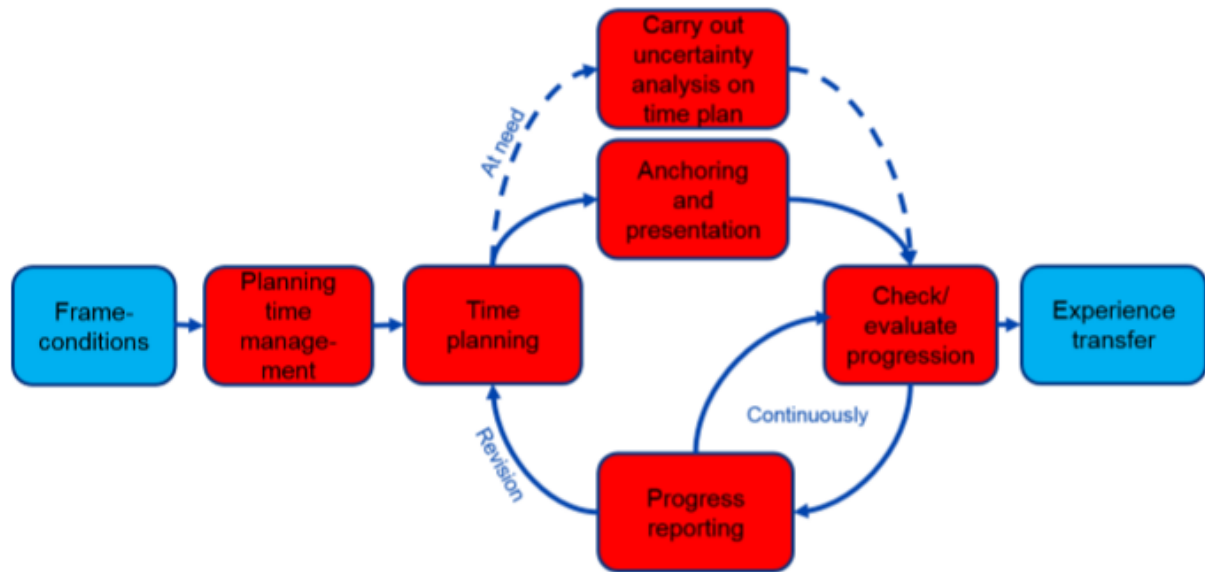 Carry out
uncertainty
analysis on
time plan
At need
Anchoring
and
presentation
Frame-
conditions
Planning
time
manage-
ment
Time
planning
Check/
evaluate
progression
Experience
transfer
Continuously
Revision
Progress
reporting